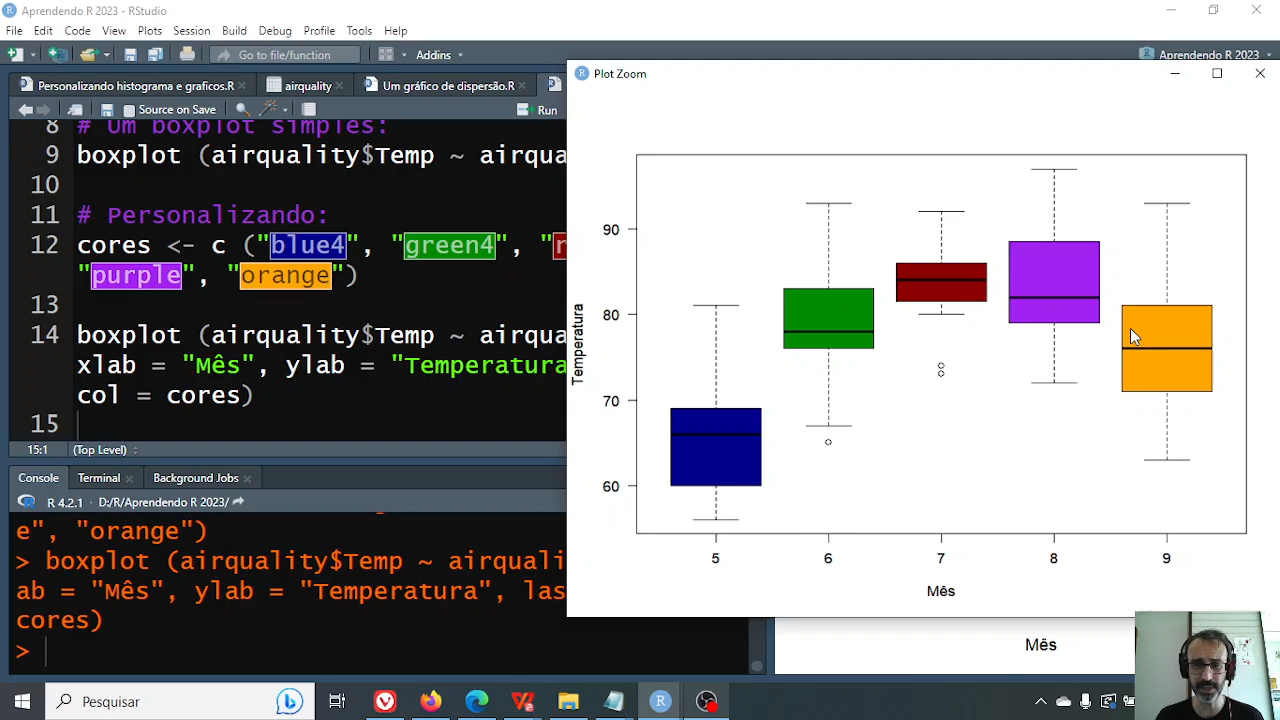 Aprendendo R 2023 - RStudio
File Edit Code View Plots Session Build Debug Profile Tools Help
Go to file/function Addins Aprendendo R 2023
Personalizando histograma e graficos.R airquality Um gráfico de dispersão.R
Source on Save Run
8 # Um boxplot simples:
9 boxplot (airquality$Temp ~ airqua
10
11 # Personalizando:
12 cores <- c ("blue4", "green4", "r
"purple", "orange")
13
14 boxplot (airquality$Temp ~ airqua
xlab = "Mês", ylab = "Temperatura
col = cores)
15
15:1 (Top Level)
Console Terminal Background Jobs
R 4.2.1 · D:/R/Aprendendo R 2023/
e", "orange")
> boxplot (airquality$Temp ~ airquali
ab = "Mês", ylab = "Temperatura", las
cores)
>
Plot Zoom
Temperatura
90
80
70
60
5 6 7 8 9
Mês
Mês
Pesquisar